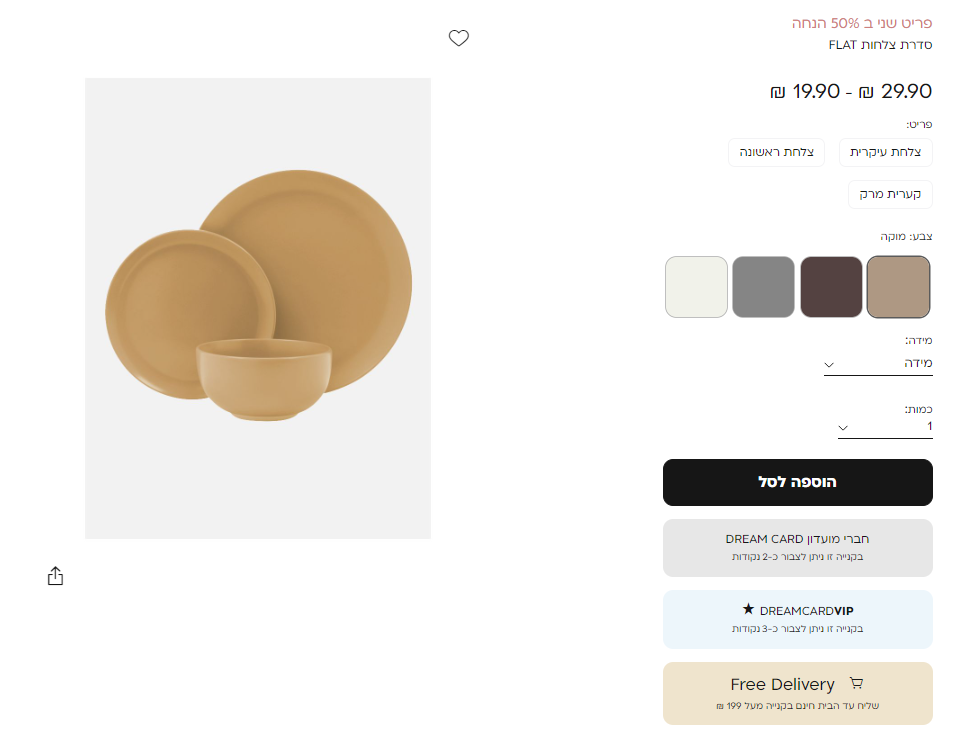 פריט שני ב 50% הנחה
סדרת צלחות FLAT
29.90 ₪ - 19.90 ₪
פריט:
צלחת עיקרית
צלחת ראשונה
קערית מרק
צבע: מוקה
מידה:
מידה
כמות:
1
הוספה לסל
חברי מועדון DREAM CARD
בקנייה זו ניתן לצבור כ-2 נקודות
DREAMCARDVIP ★
בקנייה זו ניתן לצבור כ-3 נקודות
Free Delivery
שליח עד הבית חינם בקנייה מעל 199 ₪